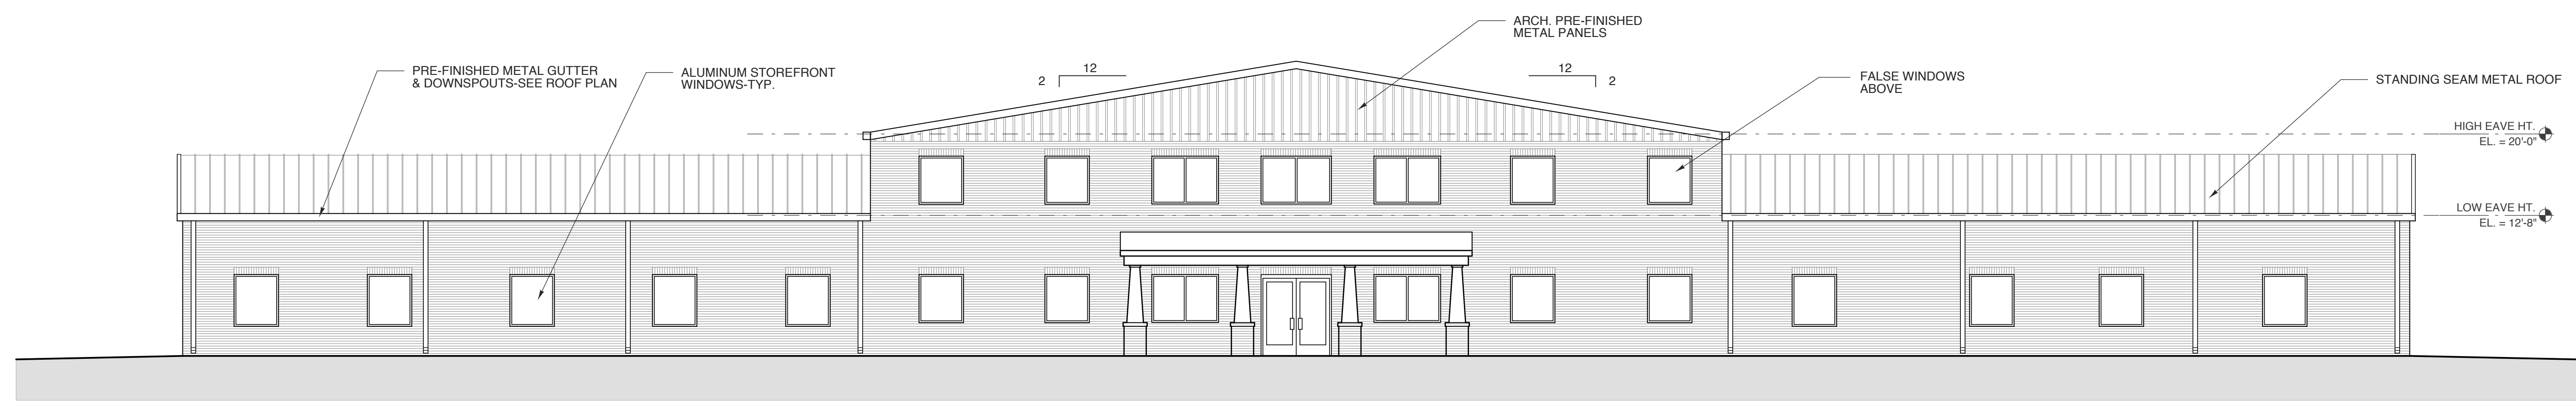 ARCH. PRE-FINISHED
METAL PANELS
PRE-FINISHED METAL GUTTER
& DOWNSPOUTS-SEE ROOF PLAN
ALUMINUM STOREFRONT
WINDOWS-TYP.
12
2
12
2
FALSE WINDOWS
ABOVE
STANDING SEAM METAL ROOF
HIGH EAVE HT.
EL. = 20'-0"
LOW EAVE HT.
EL. = 12'-8"